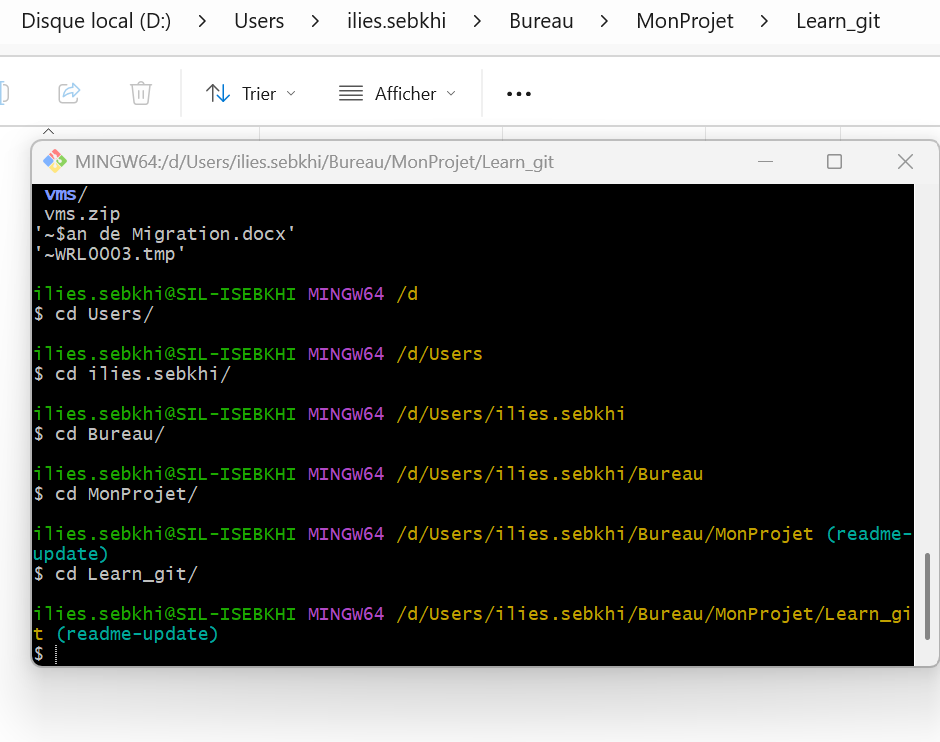 Disque local (D:) > Users > ilies.sebkhi > Bureau > MonProjet > Learn_git
Trier Afficher
MINGW64:/d/Users/ilies.sebkhi/Bureau/MonProjet/Learn_git
vms/
vms.zip
'~$an de Migration.docx'
'~WRL0003.tmp'
ilies.sebkhi@SIL-ISEBKHI MINGW64 /d
$ cd Users/
ilies.sebkhi@SIL-ISEBKHI MINGW64 /d/Users
$ cd ilies.sebkhi/
ilies.sebkhi@SIL-ISEBKHI MINGW64 /d/Users/ilies.sebkhi
$ cd Bureau/
ilies.sebkhi@SIL-ISEBKHI MINGW64 /d/Users/ilies.sebkhi/Bureau
$ cd MonProjet/
ilies.sebkhi@SIL-ISEBKHI MINGW64 /d/Users/ilies.sebkhi/Bureau/MonProjet (readme-
update)
$ cd Learn_git/
ilies.sebkhi@SIL-ISEBKHI MINGW64 /d/Users/ilies.sebkhi/Bureau/MonProjet/Learn_gi
t (readme-update)
$